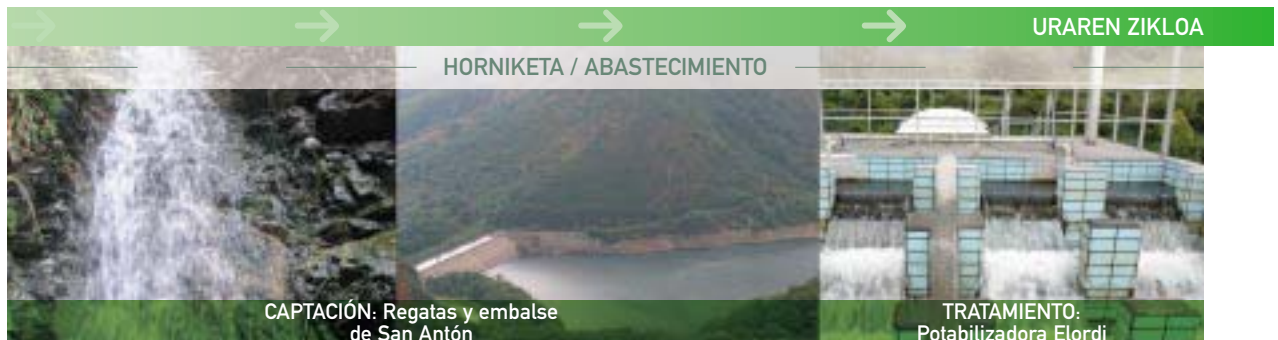 URAREN ZIKLOA
HORNIKETA / ABASTECIMIENTO
CAPTACIÓN: Regatas y embalse
de San Antón
TRATAMIENTO:
Potabilizadora Elordi